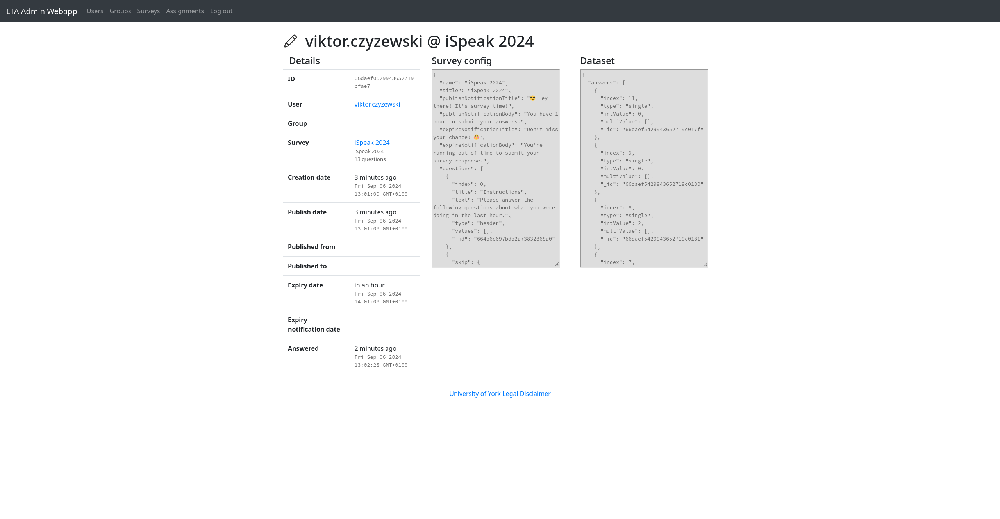 LTA Admin Webapp Users Groups Surveys Assignments Log out
viktor.czyzewski @ iSpeak 2024
Details
ID
66daef0529943652719
bfae7
User
viktor.czyzewski
Group
Survey
iSpeak 2024
iSpeak 2024
13 questions
Creation date
3 minutes ago
Fri Sep 06 2024
13:01:09 GMT+0100
Publish date
3 minutes ago
Fri Sep 06 2024
13:01:09 GMT+0100
Published from
Published to
Expiry date
in an hour
Fri Sep 06 2024
14:01:09 GMT+0100
Expiry
notification date
Answered
2 minutes ago
Fri Sep 06 2024
13:02:28 GMT+0100
Survey config
{
"name": "iSpeak 2024",
"title": "iSpeak 2024",
"publishNotificationTitle": "😎 Hey
there! It's survey time!",
"publishNotificationBody": "You have 1
hour to submit your answers.",
"expireNotificationTitle": "Don't miss
your chance! 😳",
"expireNotificationBody": "You’re
running out of time to submit your
survey response.",
"questions": [
{
"index": 0,
"title": "Instructions",
"text": "Please answer the
following questions about what you were
doing in the last hour.",
"type": "header",
"values": [],
"_id": "664b6e697bdb2a73832868a0"
},
{
"skip": {
Dataset
{
"answers": [
{
"index": 11,
"type": "single",
"intValue": 0,
"multiValue": [],
"_id": "66daef5429943652719c017f"
},
{
"index": 9,
"type": "single",
"intValue": 0,
"multiValue": [],
"_id": "66daef5429943652719c0180"
},
{
"index": 8,
"type": "single",
"intValue": 2,
"multiValue": [],
"_id": "66daef5429943652719c0181"
},
{
"index": 7,
University of York Legal Disclaimer